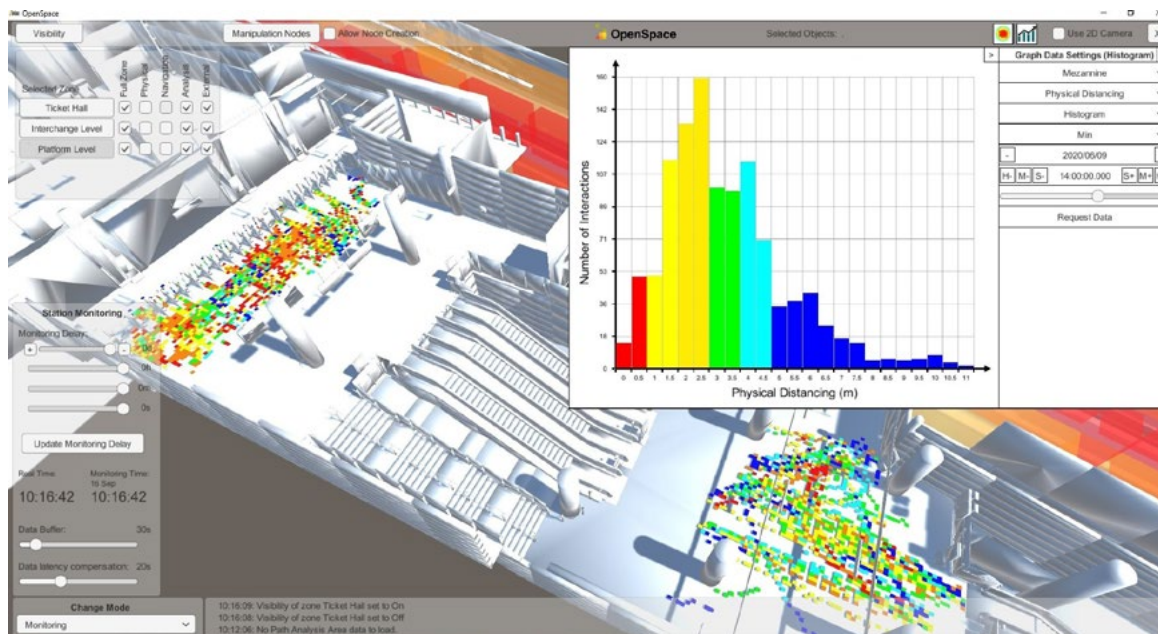 OpenSpace
Visibility
Manipulation Nodes
Allow Node Creation
OpenSpace
Selected Objects: .
Use 2D Camera
Selected Zone
Full Zone
Physical
Navigation
Analysis
External
Ticket Hall
Interchange Level
Platform Level
>
Graph Data Settings (Histogram)
Mezannine
Physical Distancing
Histogram
Min
- 2020/06/09
H- M- S- 14:00:00.000 S+ M+
Request Data
Number of Interactions
160
142
124
107
89
71
53
36
18
0
0 0.5 1 1.5 2 2.5 3 3.5 4 4.5 5 5.5 6 6.5 7 7.5 8 8.5 9 9.5 10 10.5 11
Physical Distancing (m)
Station Monitoring
Monitoring Delay:
+ - 0d
0h
0m
0s
Update Monitoring Delay
Real Time:
10:16:42
Monitoring Time:
16 Sep
10:16:42
Data Buffer: 30s
Data latency compensation: 20s
Change Mode
Monitoring
10:16:09: Visibility of zone Ticket Hall set to On
10:16:08: Visibility of zone Ticket Hall set to Off
10:12:06: No Path Analysis Area data to load.